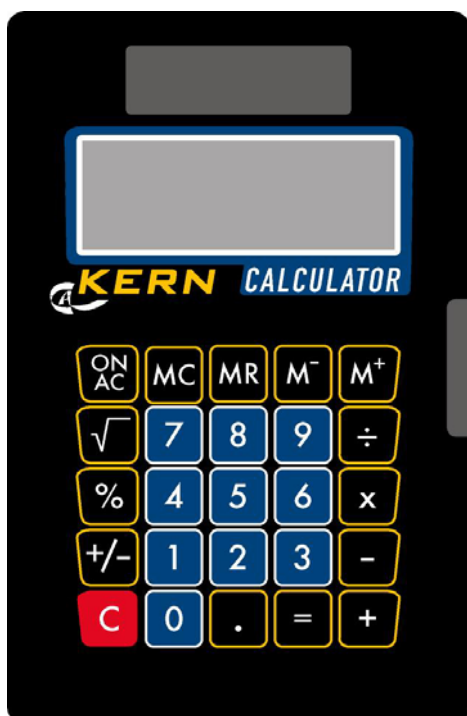 KERN CALCULATOR
ON AC MC MR M⁻ M⁺
√ 7 8 9 ÷
% 4 5 6 x
+/- 1 2 3 -
C 0 . = +